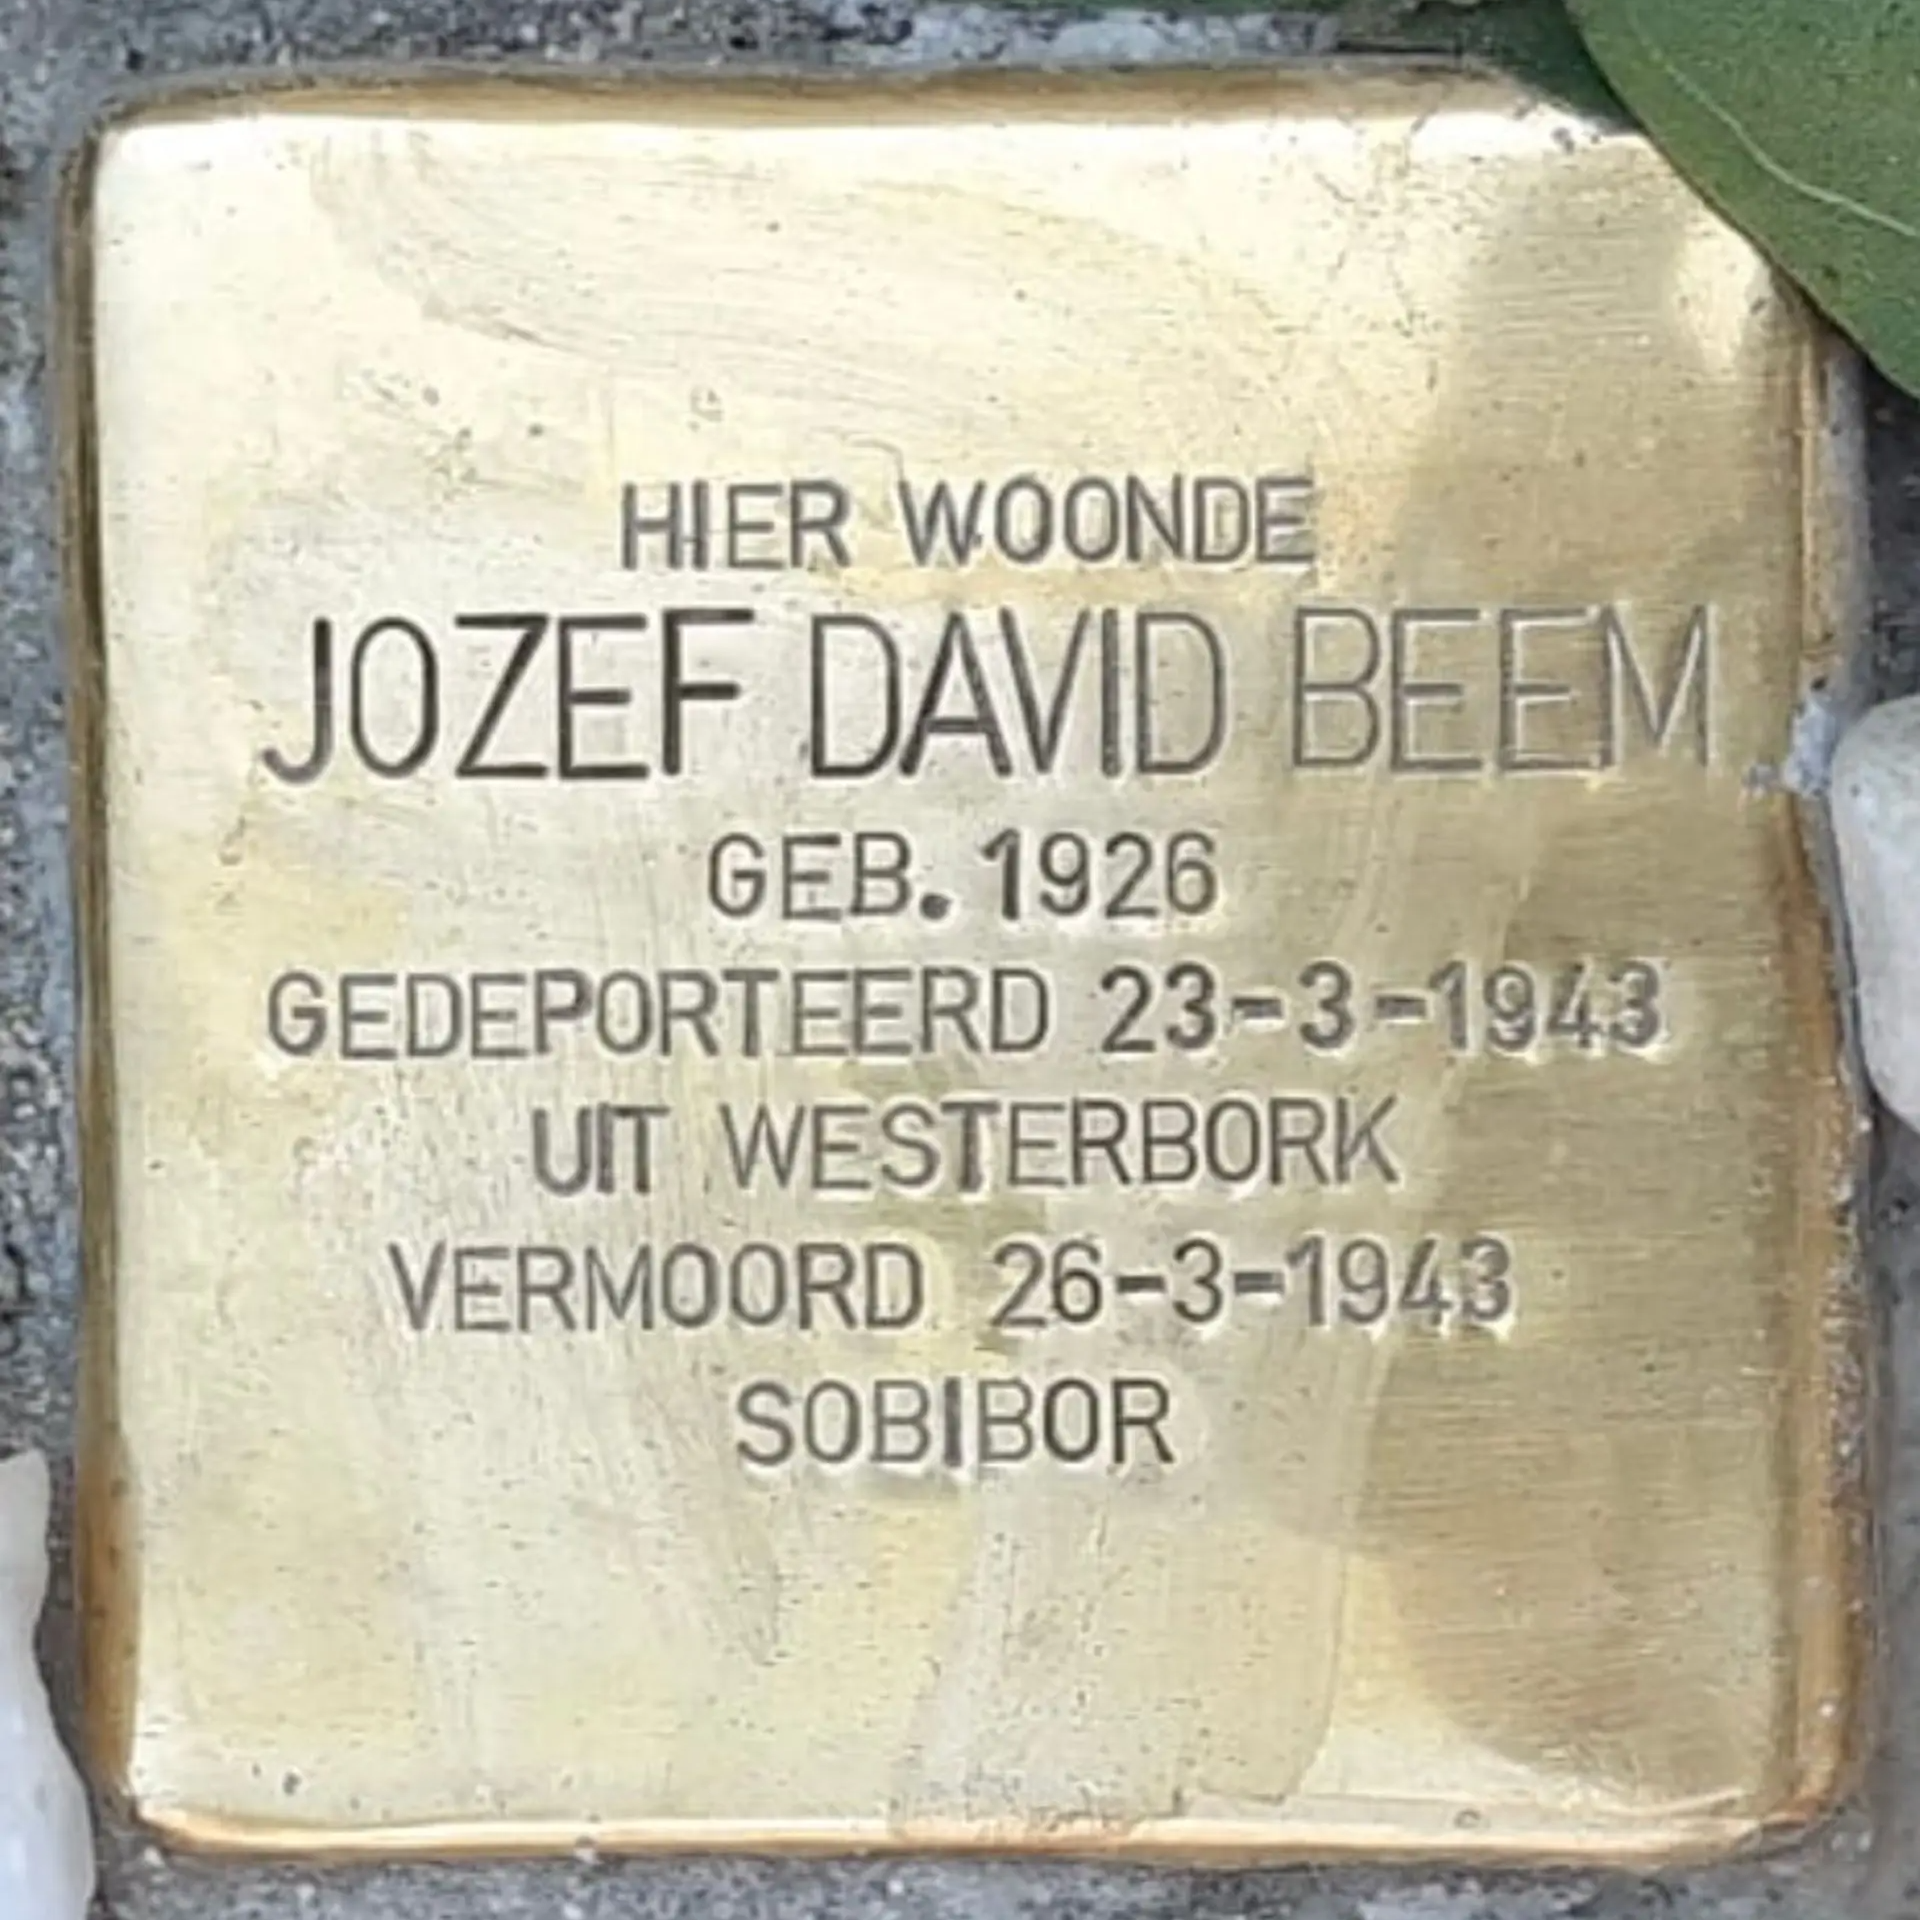 HIER WOONDE
JOZEF DAVID BEEM
GEB. 1926
GEDEPORTEERD 23-3-1943
UIT WESTERBORK
VERMOORD 26-3-1943
SOBIBOR